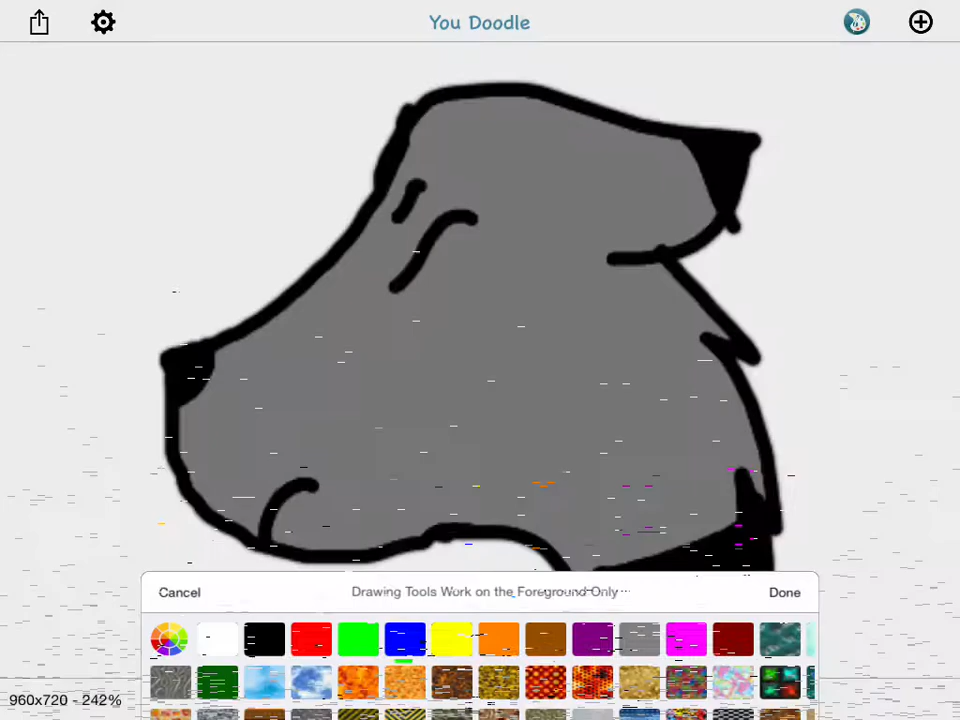 You Doodle
Cancel
Drawing Tools Work on the Foreground Only
Done
960x720 - 242%